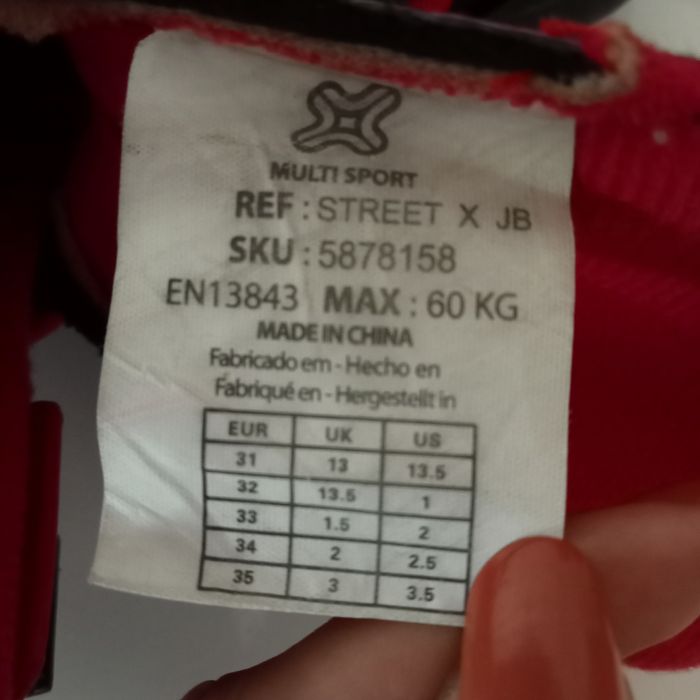 MULTI SPORT
REF : STREET X JB
SKU : 5878158
EN13843 MAX : 60 KG
MADE IN CHINA
Fabricado em - Hecho en
Fabriqué en - Hergestellt in
EUR UK US
31 13 13.5
32 13.5 1
33 1.5 2
34 2 2.5
35 3 3.5